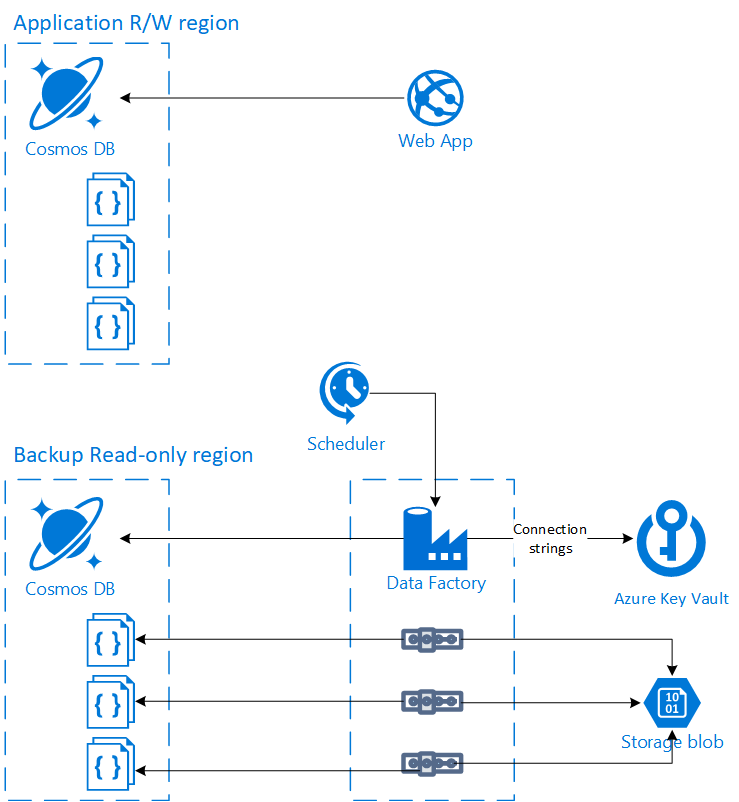 Application R/W region
Cosmos DB
Web App
{ }
{ }
{ }
Scheduler
Backup Read-only region
Cosmos DB
Data Factory
Connection
strings
Azure Key Vault
{ }
{ }
{ }
10
01
Storage blob